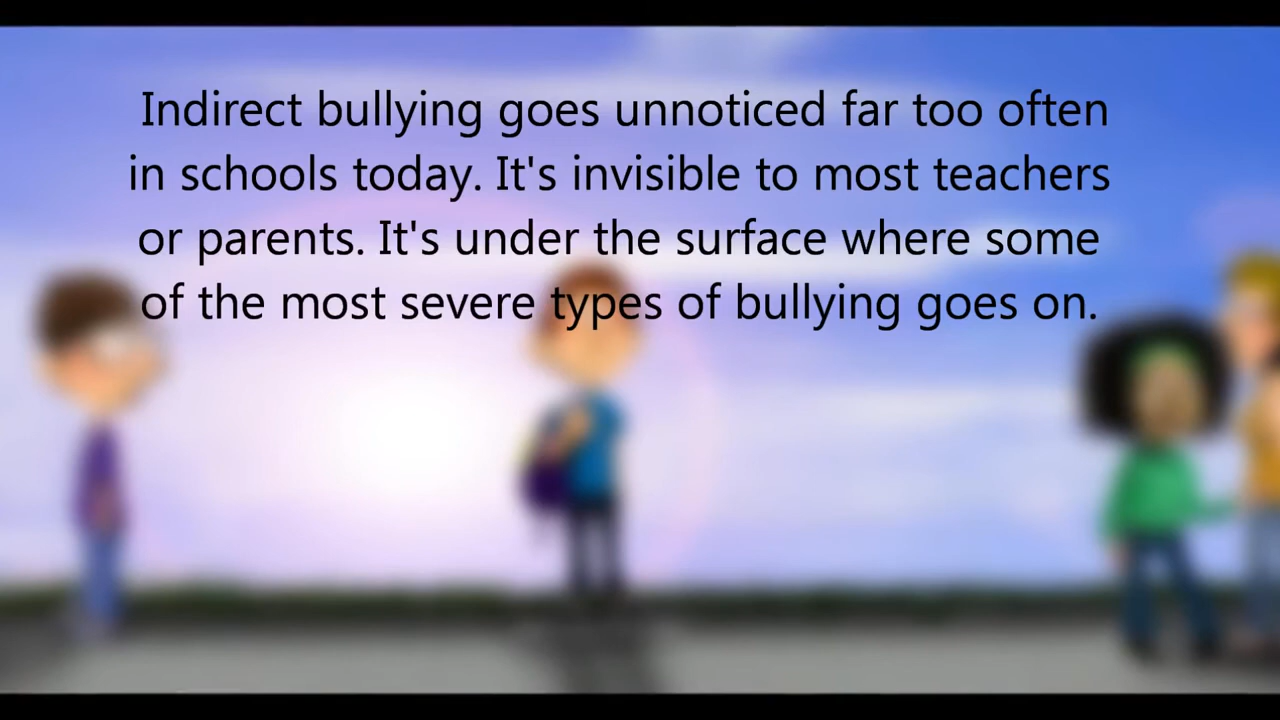 Indirect bullying goes unnoticed far too often
in schools today. It's invisible to most teachers
or parents. It's under the surface where some
of the most severe types of bullying goes on.